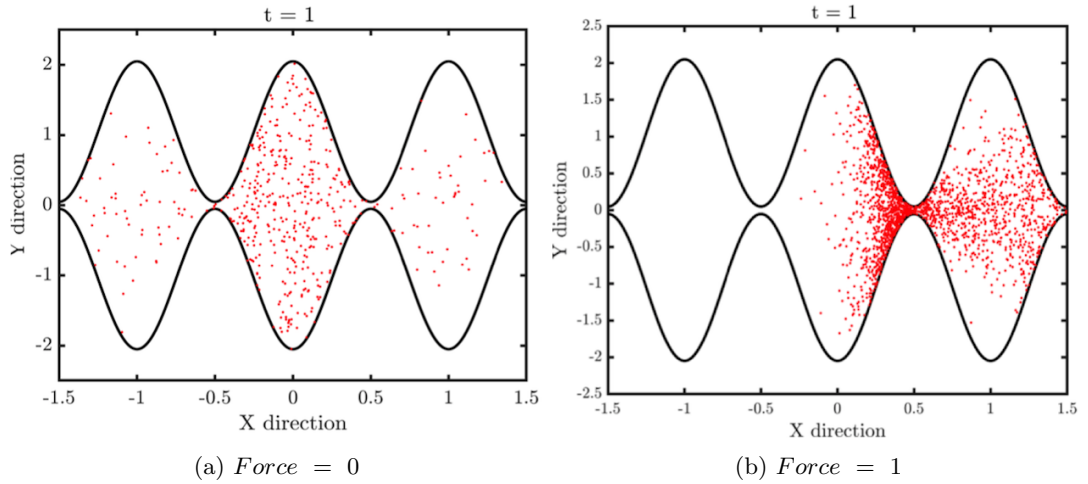 t = 1
2
1
0
-1
-2
Y direction
-1.5 -1 -0.5 0 0.5 1 1.5
X direction
(a) Force = 0
t = 1
2.5
2
1.5
1
0.5
0
-0.5
-1
-1.5
-2
-2.5
Y direction
-1.5 -1 -0.5 0 0.5 1 1.5
X direction
(b) Force = 1